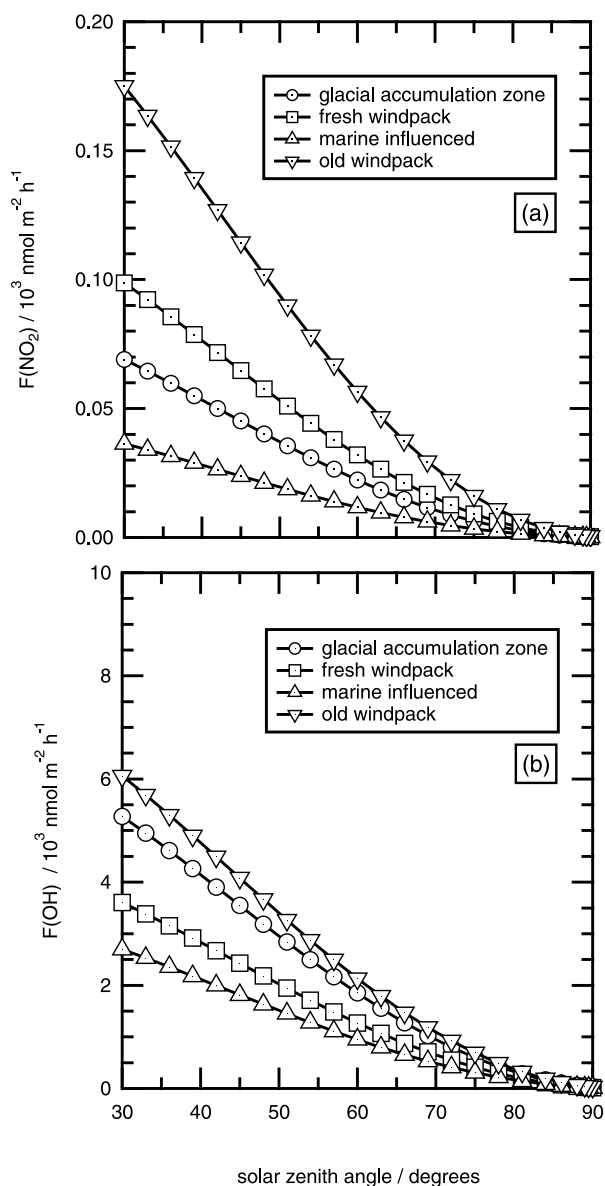 0.20
0.15
0.10
0.05
0.00
F(NO₂) / 10³ nmol m⁻² h⁻¹
glacial accumulation zone
fresh windpack
marine influenced
old windpack
(a)
10
8
6
4
2
0
F(OH) / 10³ nmol m⁻² h⁻¹
glacial accumulation zone
fresh windpack
marine influenced
old windpack
(b)
30 40 50 60 70 80 90
solar zenith angle / degrees